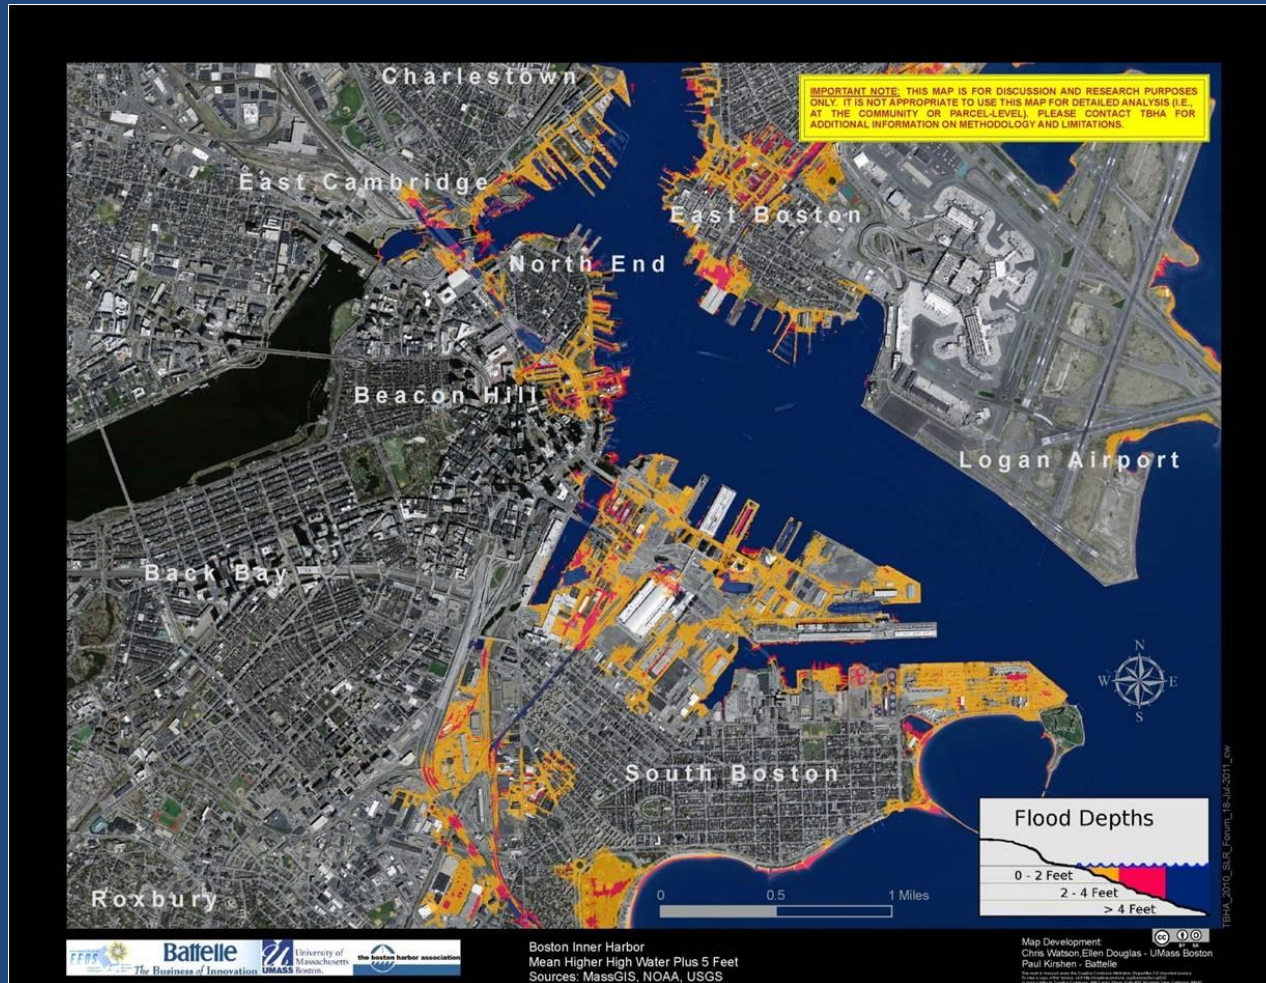 Charlestown
IMPORTANT NOTE: THIS MAP IS FOR DISCUSSION AND RESEARCH PURPOSES
ONLY. IT IS NOT APPROPRIATE TO USE THIS MAP FOR DETAILED ANALYSIS (I.E.,
AT THE COMMUNITY OR PARCEL-LEVEL). PLEASE CONTACT TBHA FOR
ADDITIONAL INFORMATION ON METHODOLOGY AND LIMITATIONS.
East Cambridge
East Boston
North End
Beacon Hill
Logan Airport
Back Bay
N
W E
S
South Boston
Roxbury
Flood Depths
0 - 2 Feet
2 - 4 Feet
> 4 Feet
0 0.5 1 Miles
TBHA_2010_SLR_Forum_18-Jul-2011_cw
Battelle
The Business of Innovation
UMASS
University of
Massachusetts
Boston.
the boston harbor association
Boston Inner Harbor
Mean Higher High Water Plus 5 Feet
Sources: MassGIS, NOAA, USGS
cc
BY SA
Map Development:
Chris Watson,Ellen Douglas - UMass Boston
Paul Kirshen - Battelle